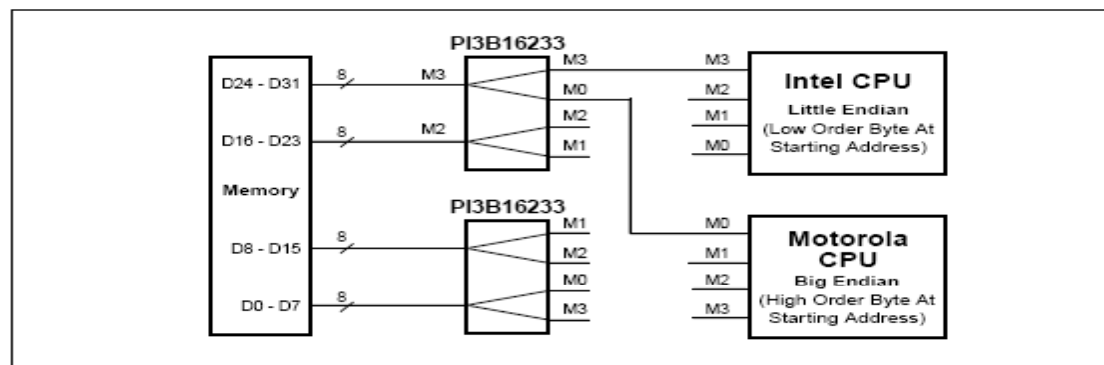 PI3B16233
D24 - D31
8
M3
M3
M0
D16 - D23
8
M2
M2
M1
Memory
PI3B16233
D8 - D15
8
M1
M2
D0 - D7
8
M0
M3
M3
M2
M1
M0
Intel CPU
Little Endian
(Low Order Byte At
Starting Address)
M0
M1
M2
M3
Motorola
CPU
Big Endian
(High Order Byte At
Starting Address)